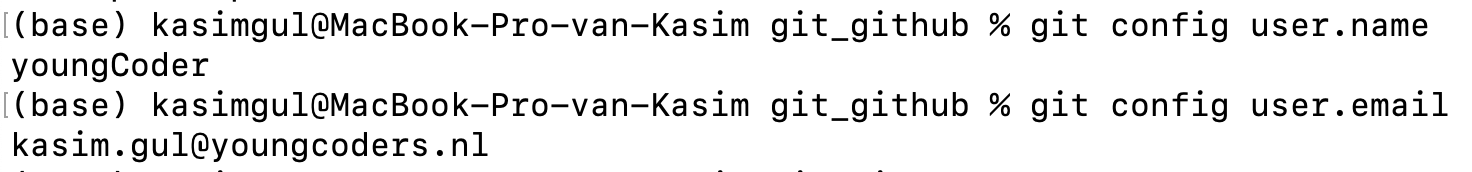 (base) kasimgul@MacBook-Pro-van-Kasim git_github % git config user.name
youngCoder
(base) kasimgul@MacBook-Pro-van-Kasim git_github % git config user.email
kasim.gul@youngcoders.nl